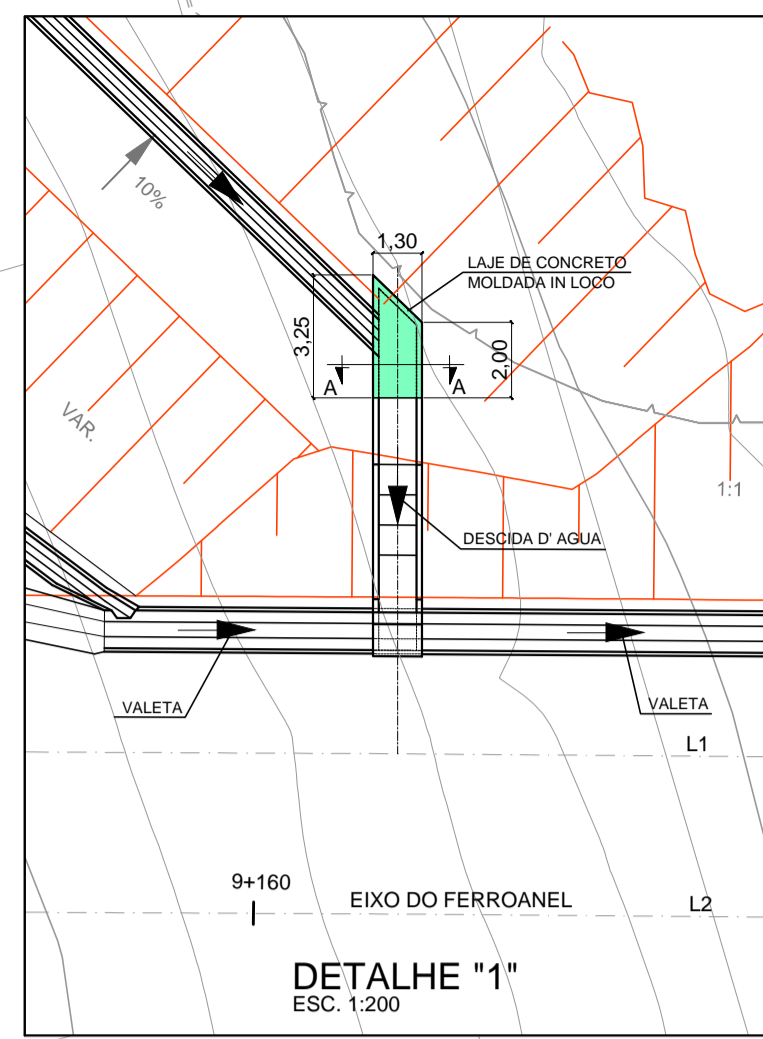 10%
1,30
LAJE DE CONCRETO
MOLDADA IN LOCO
3,25
2,00
A
A
VAR.
1:1
DESCIDA D' AGUA
VALETA
VALETA
L1
9+160
EIXO DO FERROANEL
L2
DETALHE "1"
ESC. 1:200